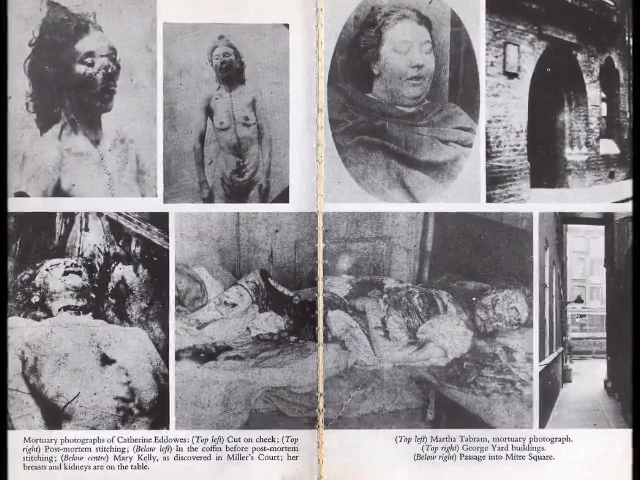 Mortuary photographs of Catherine Eddowes: (Top left) Cut on cheek; (Top
right) Post-mortem stitching; (Below left) In the coffin before post-mortem
stitching; (Below centre) Mary Kelly, as discovered in Miller's Court; her
breasts and kidneys are on the table.
(Top left) Martha Tabram, mortuary photograph.
(Top right) George Yard buildings.
(Below right) Passage into Mitre Square.